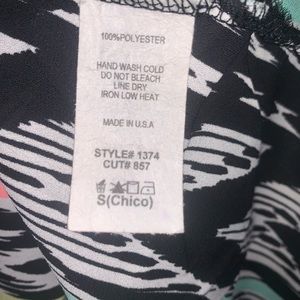 100%POLYESTER
HAND WASH COLD
DO NOT BLEACH
LINE DRY
IRON LOW HEAT
MADE IN U.S.A
STYLE# 1374
CUT# 857
S(Chico)